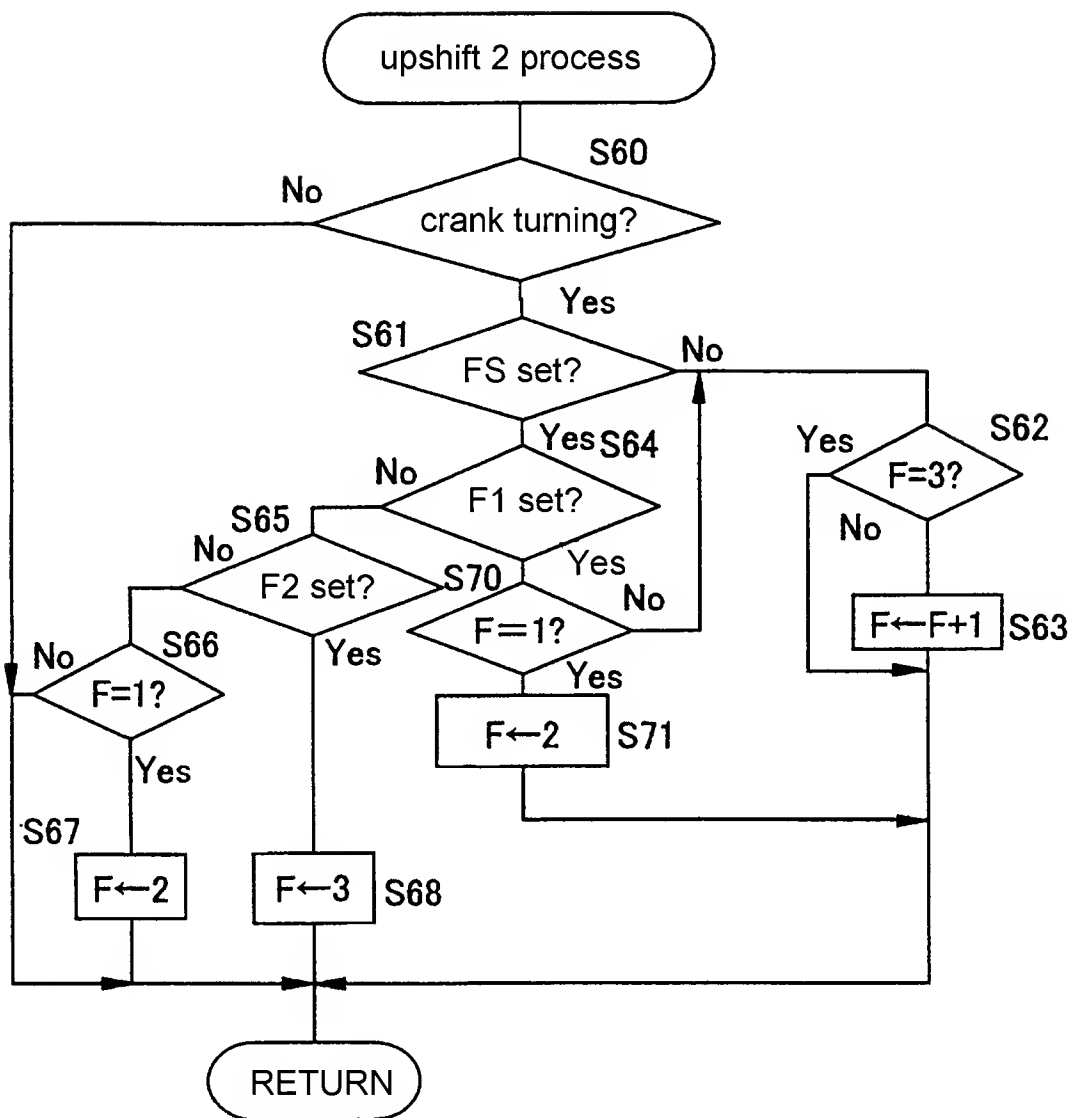 upshift 2 process
S60
No
crank turning?
Yes
S61
FS set?
No
Yes
S64
No
F1 set?
Yes
S62
Yes
F=3?
No
S65
No
F2 set?
Yes
S70
F=1?
No
Yes
F←F+1
S63
S66
No
F=1?
Yes
F←2
S71
S67
F←2
F←3
S68
RETURN